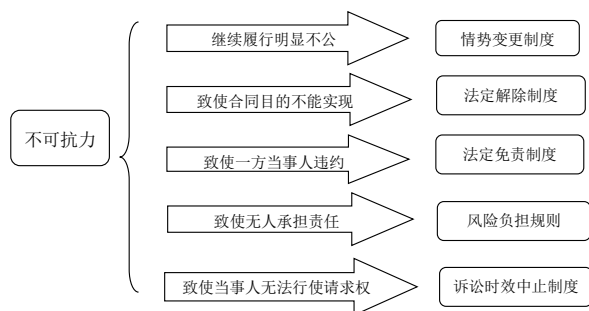 继续履行明显不公
情势变更制度
致使合同目的不能实现
法定解除制度
不可抗力
致使一方当事人违约
法定免责制度
致使无人承担责任
风险负担规则
致使当事人无法行使请求权
诉讼时效中止制度